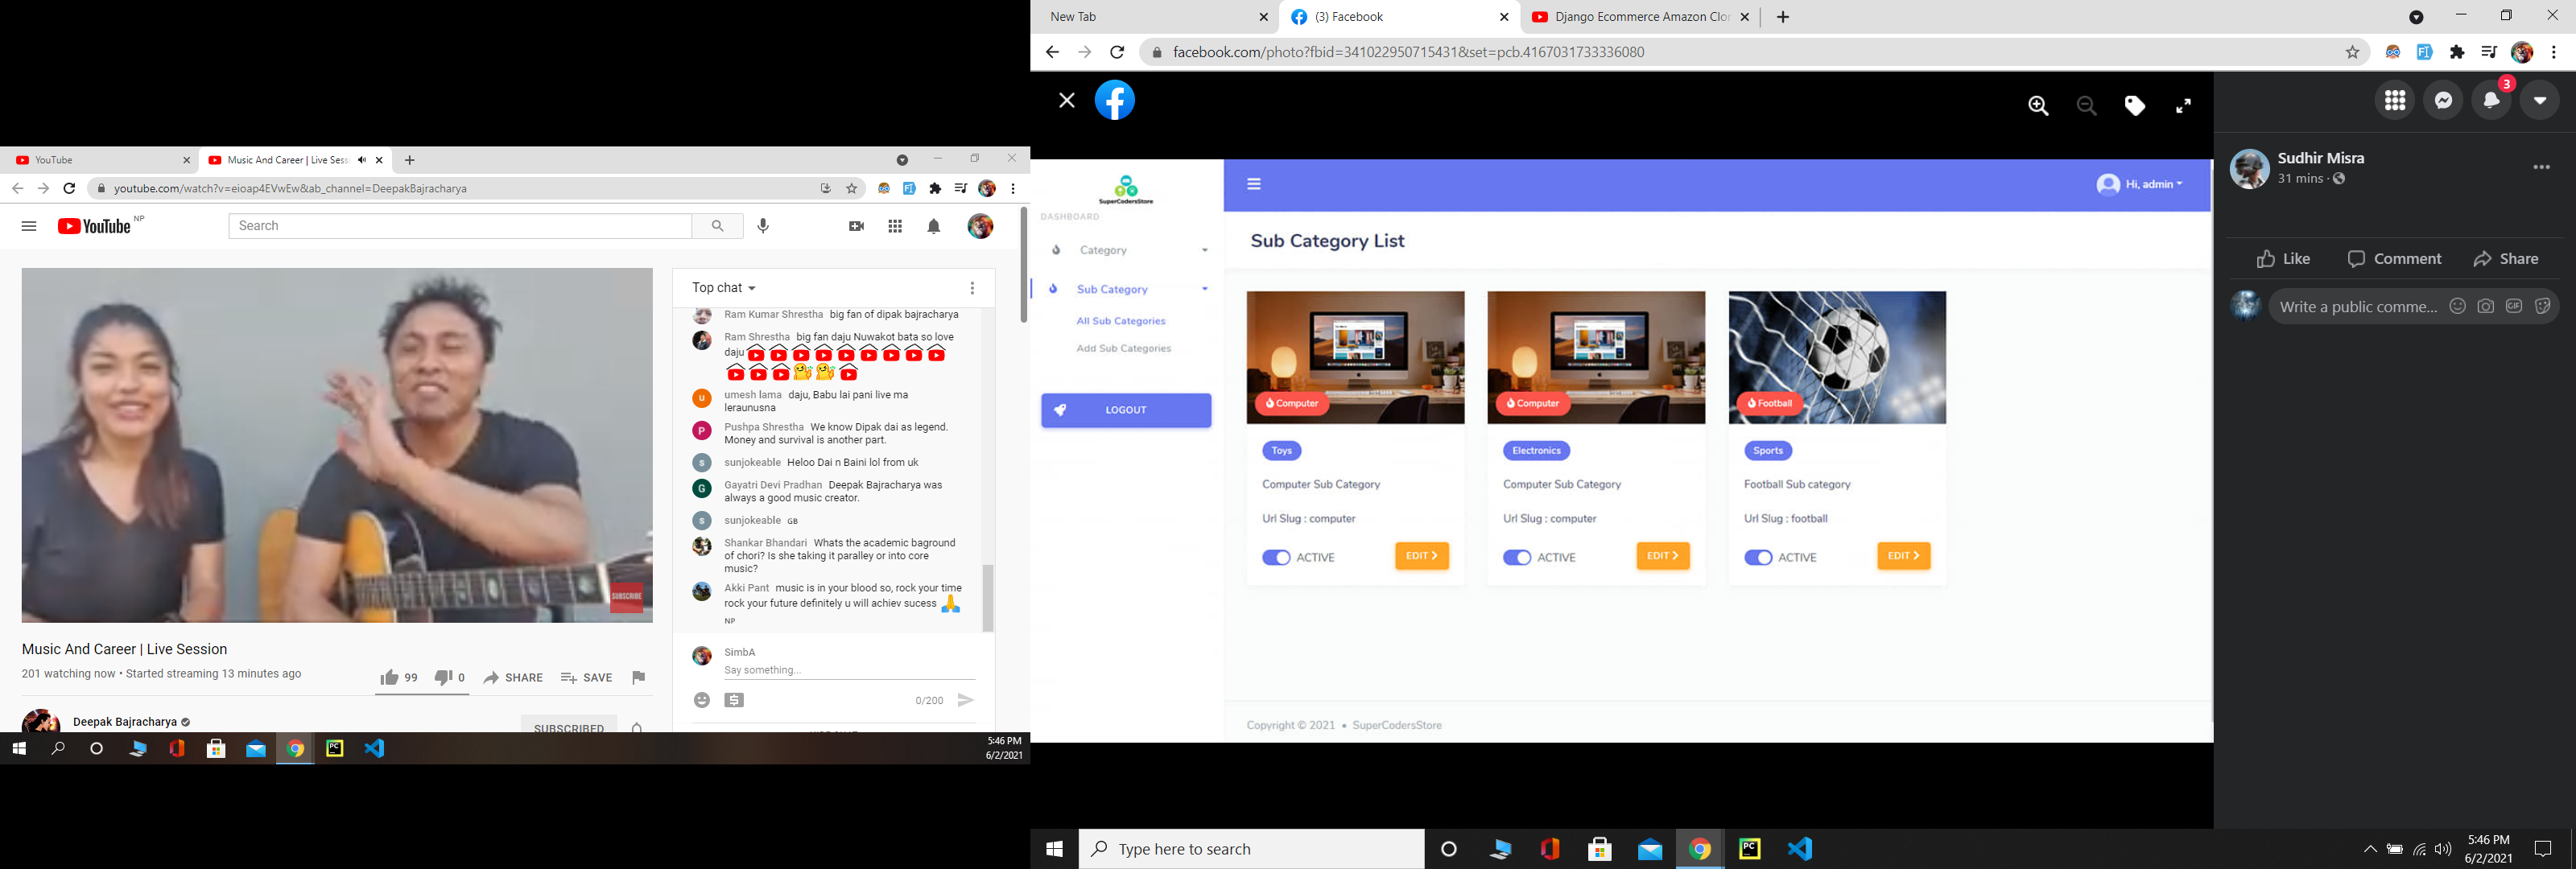 YouTube
Music And Career | Live Sess
youtube.com/watch?v=eioap4EVwEw&ab_channel=DeepakBajracharya
YouTube NP
Search
SUBSCRIBE
Music And Career | Live Session
201 watching now • Started streaming 13 minutes ago
99
0
SHARE
SAVE
Deepak Bajracharya
SUBSCRIBED
Top chat
Ram Kumar Shrestha big fan of dipak bajracharya
Ram Shrestha big fan daju Nuwakot bata so love
daju
umesh lama daju, Babu lai pani live ma
leraunusna
Pushpa Shrestha We know Dipak dai as legend.
Money and survival is another part.
sunjokeable Heloo Dai n Baini lol from uk
Gayatri Devi Pradhan Deepak Bajracharya was
always a good music creator.
sunjokeable GB
Shankar Bhandari Whats the academic baground
of chori? Is she taking it paralley or into core
music?
Akki Pant music is in your blood so, rock your time
rock your future definitely u will achiev sucess
NP
SimbA
Say something...
0/200
5:46 PM
6/2/2021
New Tab
(3) Facebook
Django Ecommerce Amazon Clor
facebook.com/photo?fbid=341022950715431&set=pcb.4167031733336080
SuperCodersStore
DASHBOARD
Category
Sub Category
All Sub Categories
Add Sub Categories
LOGOUT
Hi, admin
Sub Category List
Computer
Toys
Computer Sub Category
Url Slug : computer
ACTIVE
EDIT
Computer
Electronics
Computer Sub Category
Url Slug : computer
ACTIVE
EDIT
Football
Sports
Football Sub category
Url Slug : football
ACTIVE
EDIT
Copyright © 2021 • SuperCodersStore
3
Sudhir Misra
31 mins ·
Like
Comment
Share
Write a public comme...
GIF
Type here to search
5:46 PM
6/2/2021